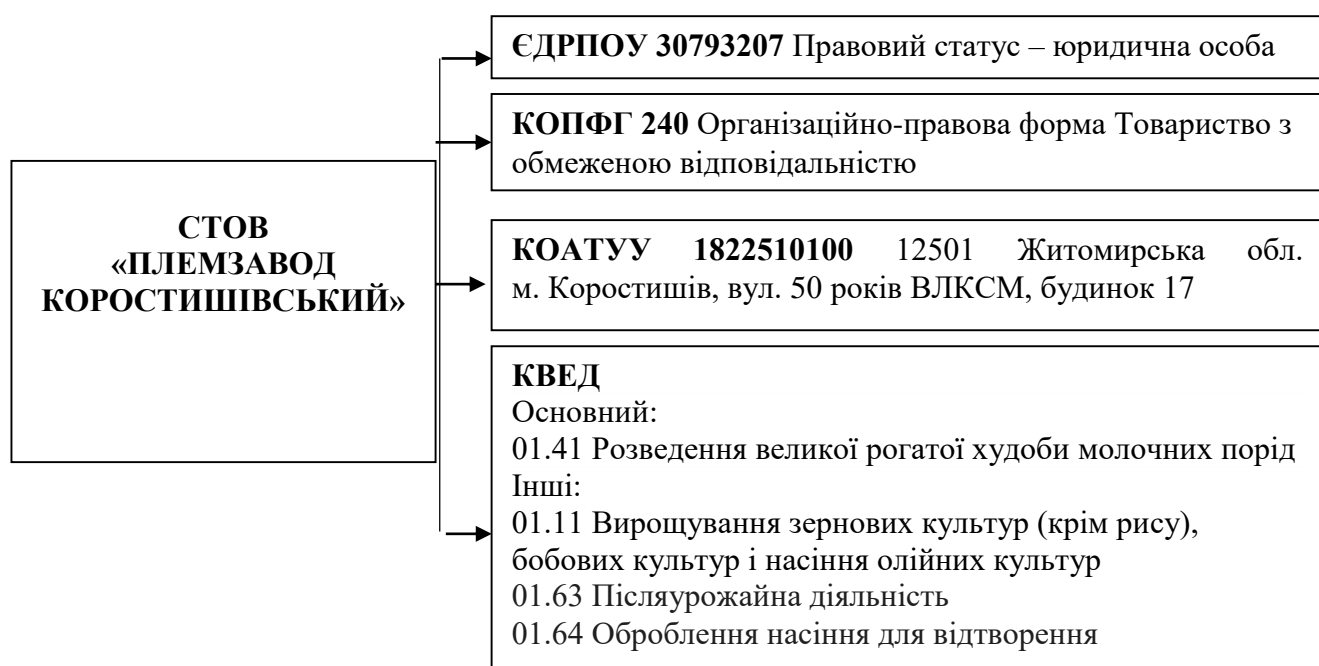 СТОВ
«ПЛЕМЗАВОД
КОРОСТИШІВСЬКИЙ»
ЄДРПОУ 30793207 Правовий статус – юридична особа
КОПФГ 240 Організаційно-правова форма Товариство з
обмеженою відповідальністю
КОАТУУ 1822510100 12501 Житомирська обл.
м. Коростишів, вул. 50 років ВЛКСМ, будинок 17
КВЕД
Основний:
01.41 Розведення великої рогатої худоби молочних порід
Інші:
01.11 Вирощування зернових культур (крім рису),
бобових культур і насіння олійних культур
01.63 Післяурожайна діяльність
01.64 Оброблення насіння для відтворення